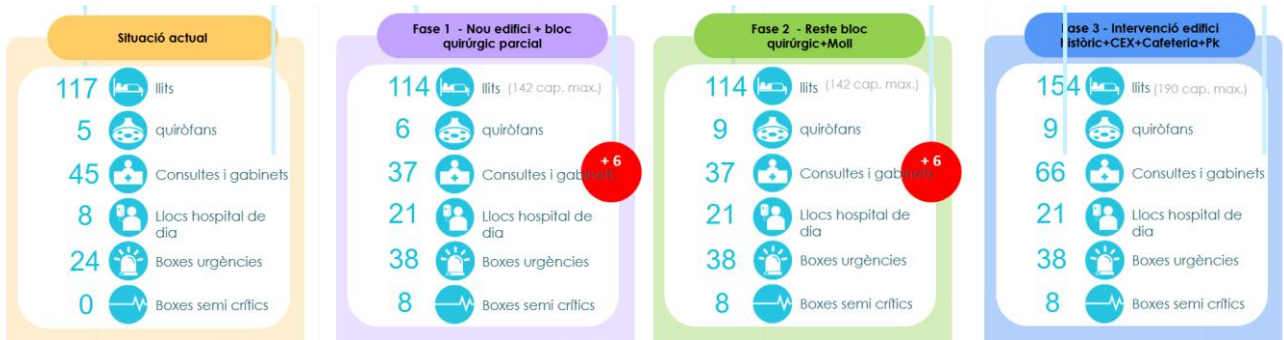 Situació actual
117 llits
5 quiròfans
45 Consultes i gabinets
8 Llocs hospital de
dia
24 Boxes urgències
0 Boxes semi crítics
Fase 1 - Nou edifici + bloc
quirúrgic parcial
114 llits (142 cap. max.)
6 quiròfans
+ 6
37 Consultes i gabinets
21 Llocs hospital de
dia
38 Boxes urgències
8 Boxes semi crítics
Fase 2 - Reste bloc
quirúrgic+Moll
114 llits (142 cap. max.)
9 quiròfans
+ 6
37 Consultes i gabinets
21 Llocs hospital de
dia
38 Boxes urgències
8 Boxes semi crítics
Fase 3 - Intervenció edifici
històric+CEX+Cafeteria+Pk
154 llits (190 cap. max.)
9 quiròfans
66 Consultes i gabinets
21 Llocs hospital de
dia
38 Boxes urgències
8 Boxes semi crítics